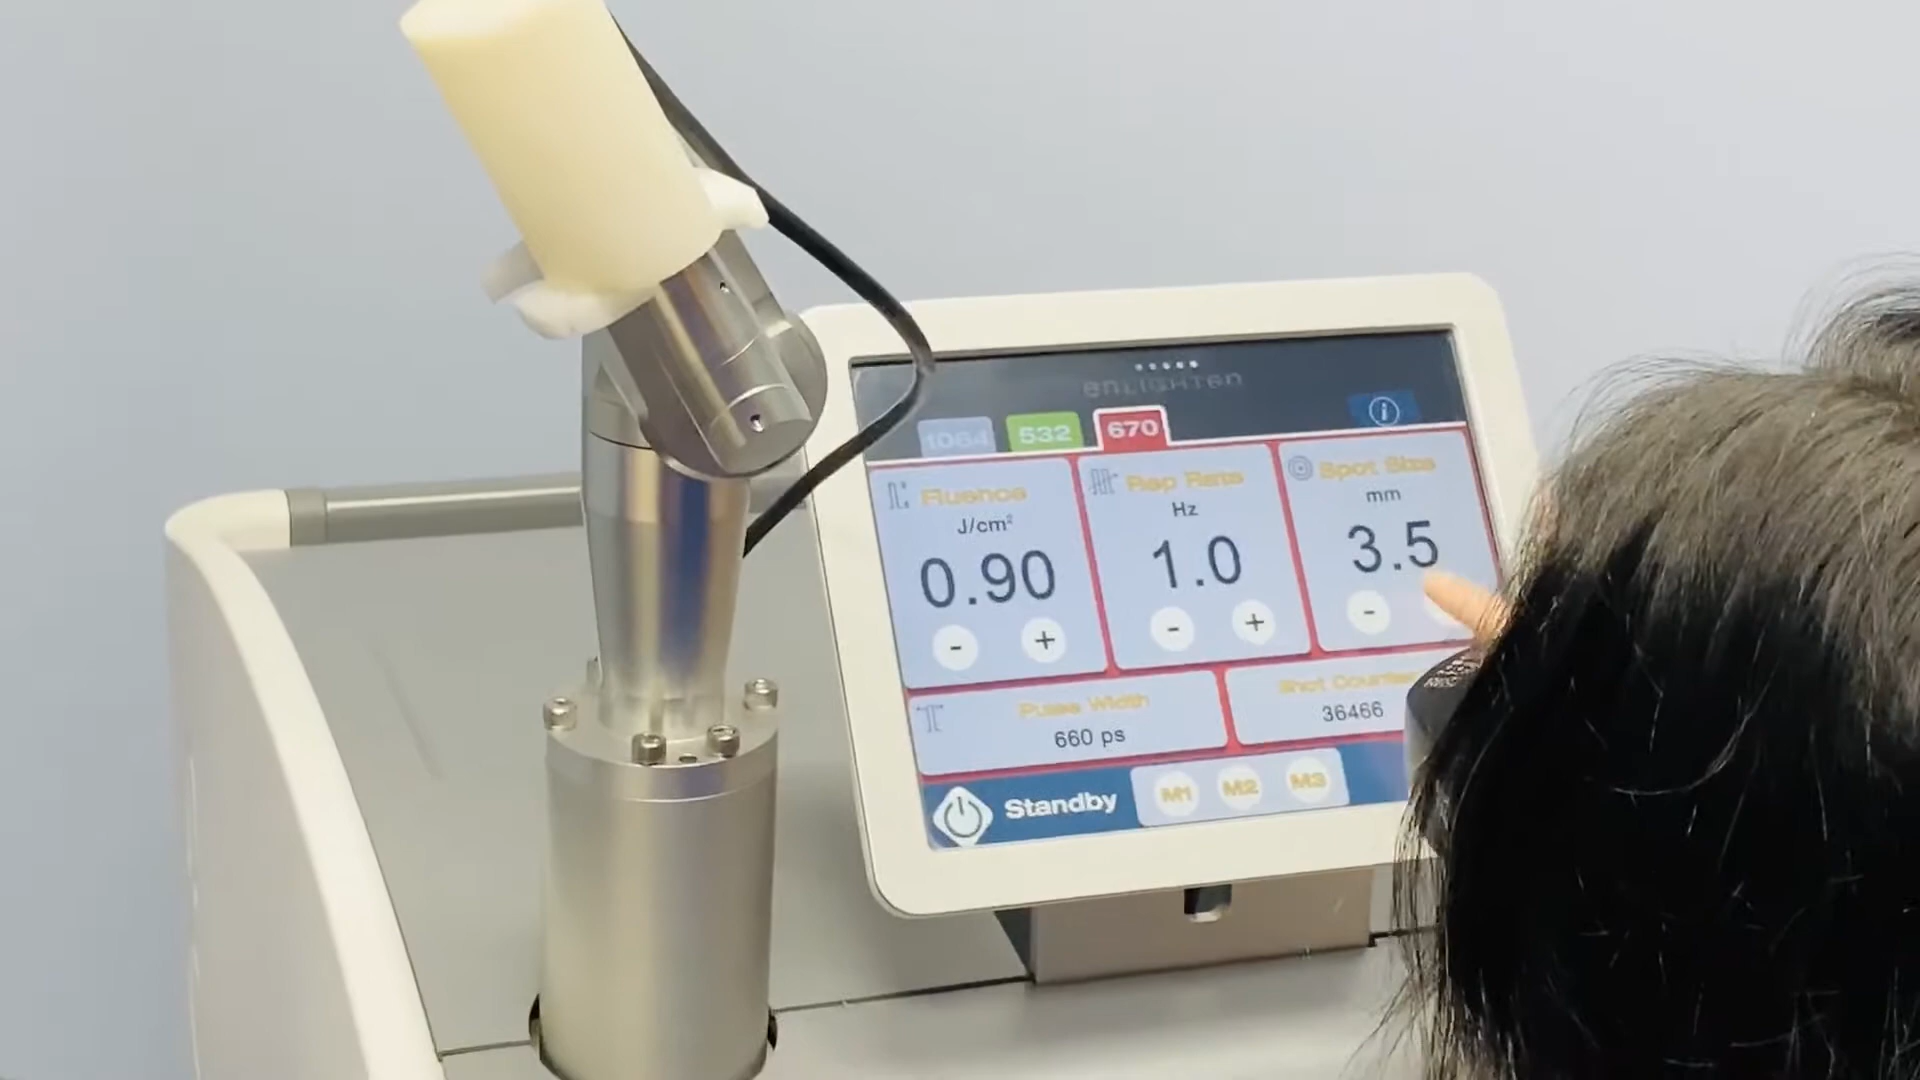 enLIGHTen
1064 532 670
Fluence
J/cm²
0.90
- +
Rep Rate
Hz
1.0
- +
Spot Size
mm
3.5
-
Pulse Width
660 ps
Shot Counter
36466
Standby
M1 M2 M3